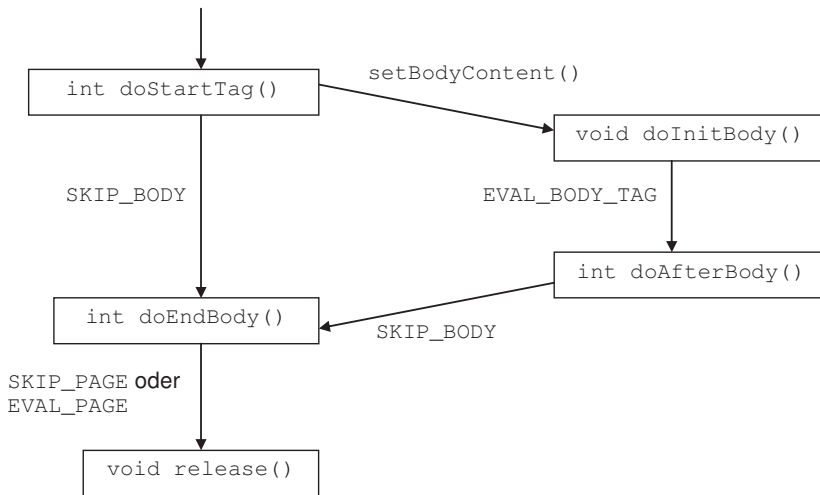 int doStartTag()
setBodyContent()
void doInitBody()
SKIP_BODY
EVAL_BODY_TAG
int doAfterBody()
int doEndBody()
SKIP_BODY
SKIP_PAGE oder
EVAL_PAGE
void release()